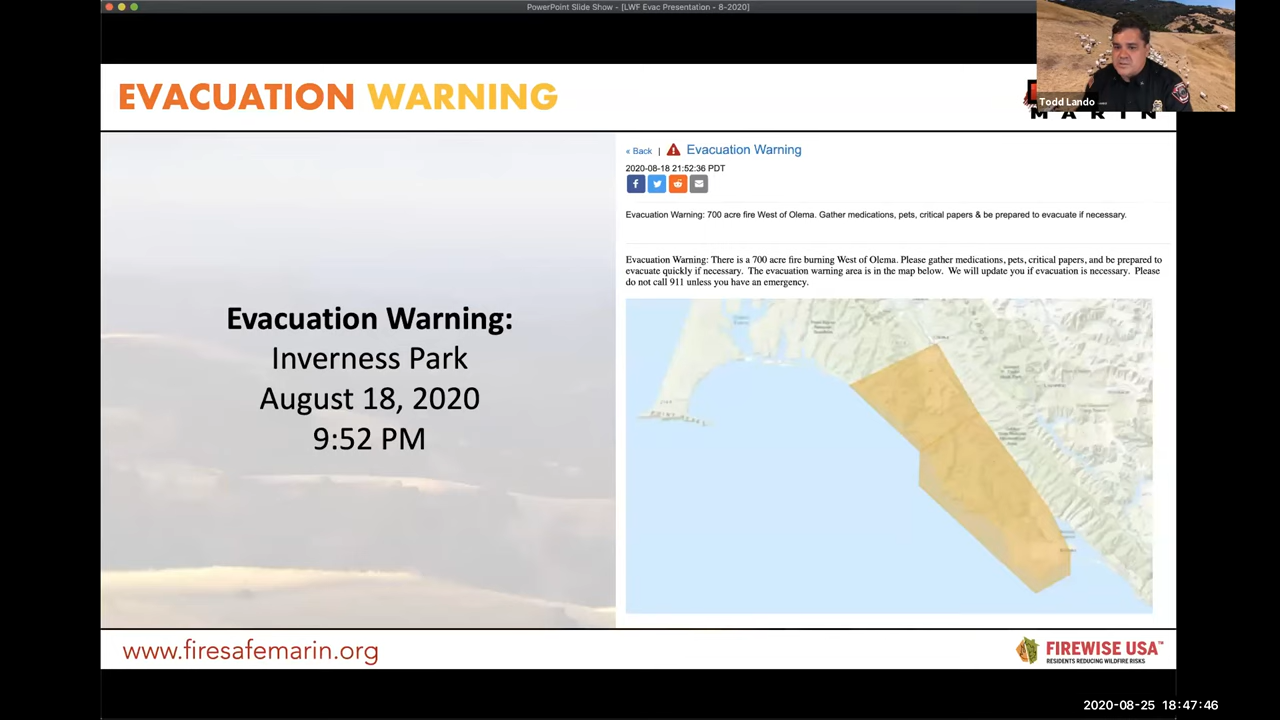 PowerPoint Slide Show - [LWF Evac Presentation - 8-2020]
Todd Lando
EVACUATION WARNING
MARIN
« Back | Evacuation Warning
2020-08-18 21:52:36 PDT
Evacuation Warning: 700 acre fire West of Olema. Gather medications, pets, critical papers & be prepared to evacuate if necessary.
Evacuation Warning: There is a 700 acre fire burning West of Olema. Please gather medications, pets, critical papers, and be prepared to
evacuate quickly if necessary. The evacuation warning area is in the map below. We will update you if evacuation is necessary. Please
do not call 911 unless you have an emergency.
Evacuation Warning:
Inverness Park
August 18, 2020
9:52 PM
www.firesafemarin.org
FIREWISE USA™
RESIDENTS REDUCING WILDFIRE RISKS
2020-08-25 18:47:46